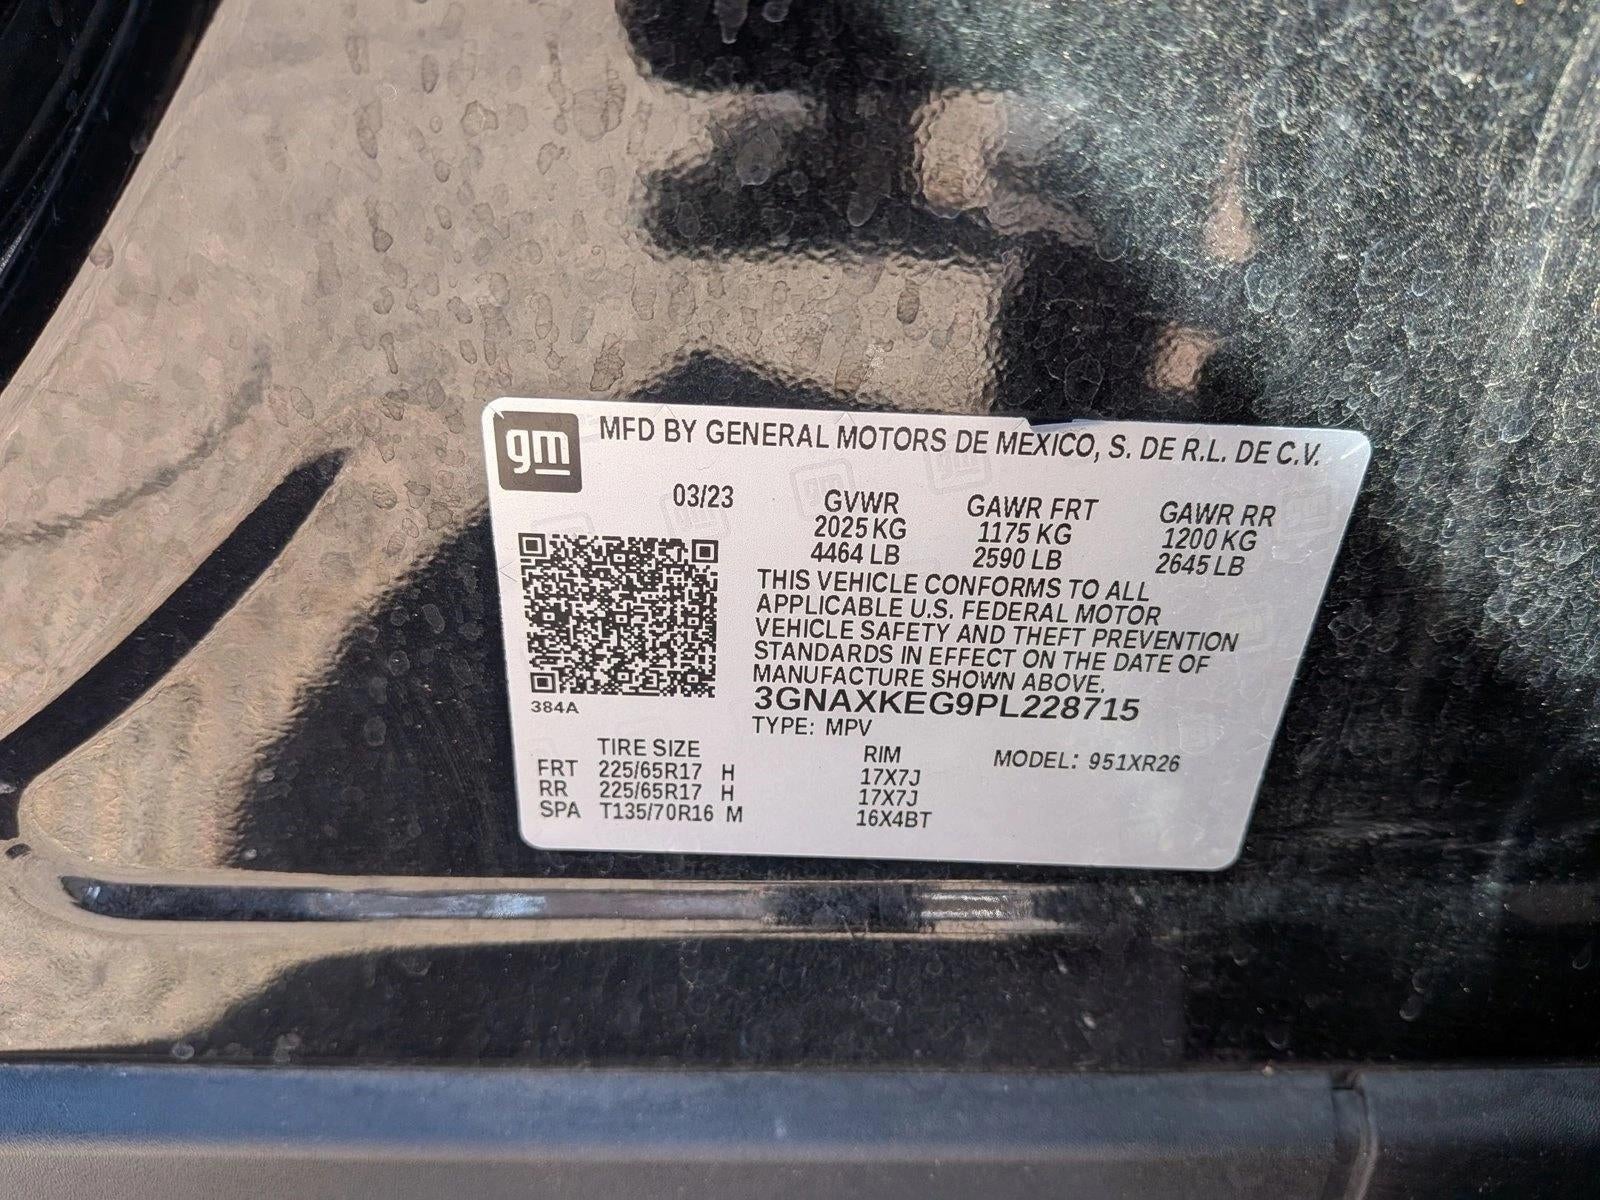 gm MFD BY GENERAL MOTORS DE MEXICO, S. DE R.L. DE C.V.
03/23 GVWR GAWR FRT GAWR RR
2025 KG 1175 KG 1200 KG
4464 LB 2590 LB 2645 LB
THIS VEHICLE CONFORMS TO ALL
APPLICABLE U.S. FEDERAL MOTOR
VEHICLE SAFETY AND THEFT PREVENTION
STANDARDS IN EFFECT ON THE DATE OF
MANUFACTURE SHOWN ABOVE.
384A 3GNAXKEG9PL228715
TYPE: MPV
TIRE SIZE RIM MODEL: 951XR26
FRT 225/65R17 H 17X7J
RR 225/65R17 H 17X7J
SPA T135/70R16 M 16X4BT